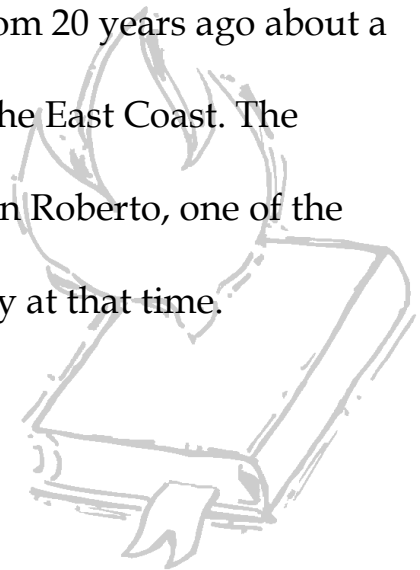 om 20 years ago about a
he East Coast. The
n Roberto, one of the
y at that time.